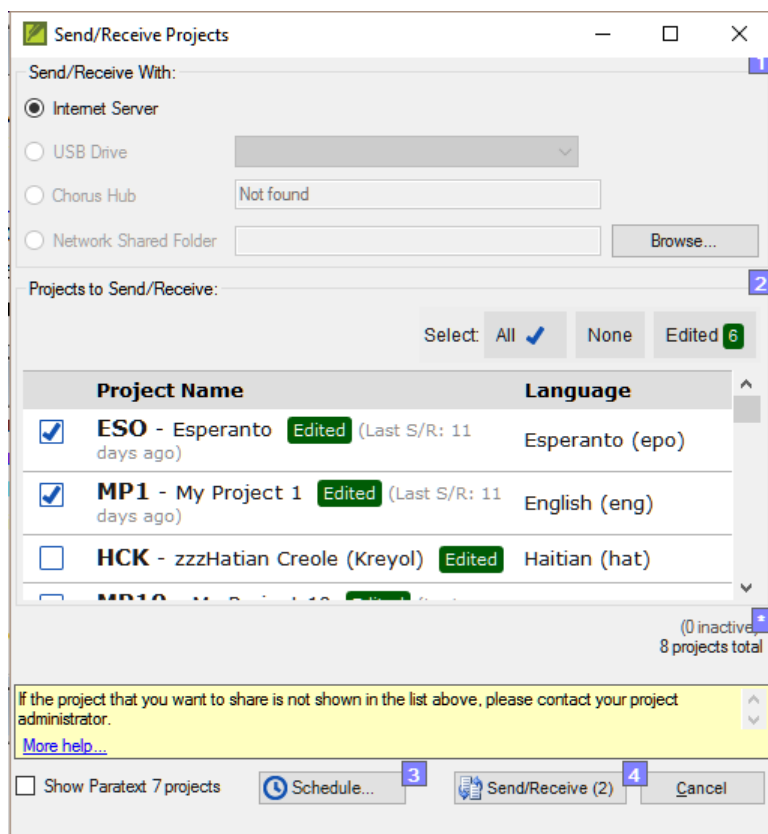 Send/Receive Projects
1
Send/Receive With:
Internet Server
USB Drive
Chorus Hub Not found
Network Shared Folder Browse...
2
Projects to Send/Receive:
Select: All None Edited 6
Project Name Language
ESO - Esperanto Edited (Last S/R: 11 days ago) Esperanto (epo)
MP1 - My Project 1 Edited (Last S/R: 11 days ago) English (eng)
HCK - zzzHatian Creole (Kreyol) Edited Haitian (hat)
MP10
*
(0 inactive)
8 projects total
If the project that you want to share is not shown in the list above, please contact your project
administrator.
More help...
3 4
Show Paratext 7 projects Schedule... Send/Receive (2) Cancel